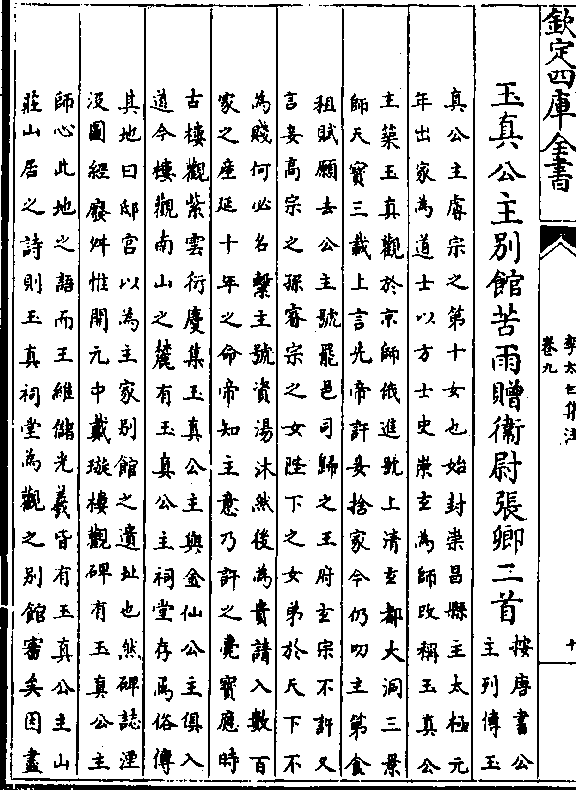 欽定四庫全書
李太白集注
卷九
十
玉真公主別館苦雨贈衛尉張卿二首
按唐書公
主列傳玉
真公主睿宗之第十女也始封崇昌縣主太極元
年出家為道士以方士史崇玄為師改稱玉真公
主築玉真觀於京師俄進號上清玄都大洞三景
師天寶三載上言先帝許妾捨家今仍叨主第食
租賦願去公主號罷邑司歸之王府玄宗不許又
言妾高宗之孫睿宗之女陛下之女弟於天下不
為賤何必名繫主號資湯沐然後為貴請入數百
家之產延十年之命帝知主意乃許之薨寶應時
古樓觀紫雲衍慶集玉真公主與金仙公主俱入
道今樓觀南山之麓有玉真公主祠堂存焉俗傳
其地曰邸宮以為主家別館之遺址也然碑誌湮
沒圖經廢舛惟開元中戴璇樓觀碑有玉真公主
師心此地之語而王維儲光羲皆有玉真公主山
莊山居之詩則玉真祠堂為觀之別館審矣因盡